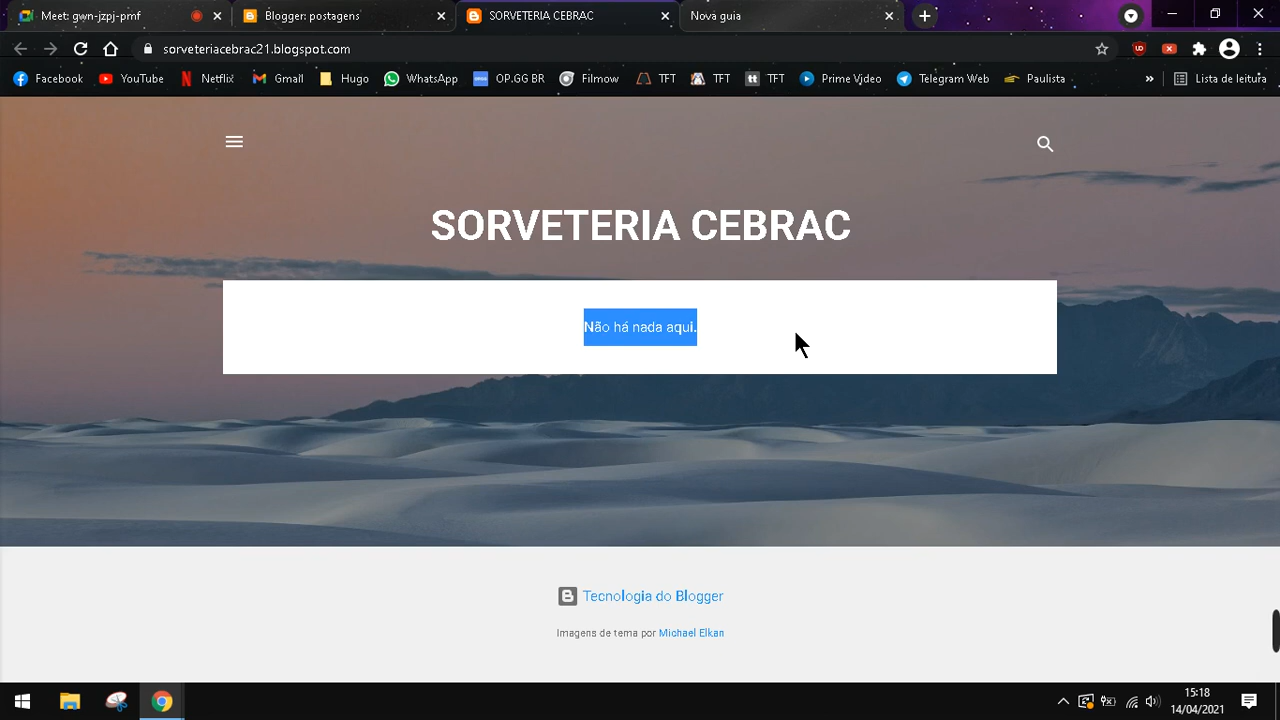 Meet: gwn-jzpj-pmf
Blogger: postagens
SORVETERIA CEBRAC
Nova guia
sorveteriacebrac21.blogspot.com
Facebook
YouTube
Netflix
Gmail
Hugo
WhatsApp
OP.GG BR
Filmow
TFT
TFT
TFT
Prime Video
Telegram Web
Paulista
»
Lista de leitura
SORVETERIA CEBRAC
Não há nada aqui.
Tecnologia do Blogger
Imagens de tema por Michael Elkan
15:18
14/04/2021